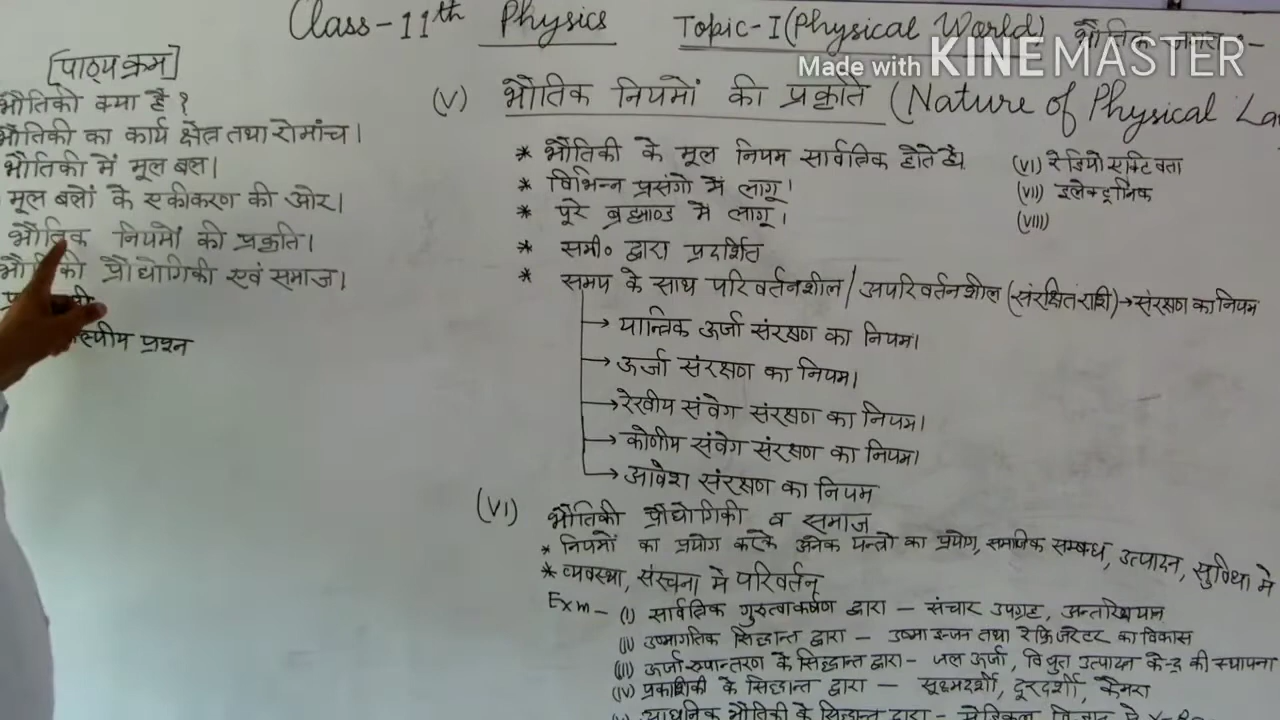 Class-11th Physics Topic-I (Physical World) भौतिक जगत :-
Made with KINEMASTER
[पाठ्यक्रम]
भौतिकी क्या है ?
भौतिकी का कार्य क्षेत्र तथा रोमांच।
भौतिकी में मूल बल।
मूल बलों के एकीकरण की ओर।
भौतिक नियमों की प्रकृति।
भौतिकी प्रौद्योगिकी एवं समाज।
प्रश्न
(V) भौतिक नियमों की प्रकृति (Nature of Physical La
* भौतिकी के मूल नियम सार्वत्रिक होते है।
* विभिन्न प्रसंगो में लागू।
* पूरे ब्रह्माण्ड मे लागू।
* समी० द्वारा प्रदर्शित
* समय के साथ परिवर्तनशील / अपरिवर्तनशील (संरक्षित राशि) → संरक्षण का नियम
→ यान्त्रिक ऊर्जा संरक्षण का नियम।
→ ऊर्जा संरक्षण का नियम।
→ रेखीय संवेग संरक्षण का नियम।
→ कोणीय संवेग संरक्षण का नियम।
→ आवेश संरक्षण का नियम
(VI) रेडियो एक्टिवता
(VII) इलेक्ट्रोनिक
(VIII)
(VI) भौतिकी प्रौद्योगिकी व समाज
* नियमों का प्रयोग करके अनेक यन्त्रो का प्रयोग, समाजिक सम्बन्ध, उत्पादन, सुविधा मे
* व्यवस्था, संरचना मे परिवर्तन
Exm - (I) सार्वत्रिक गुरुत्वाकर्षण द्वारा - संचार उपग्रह, अन्तरिक्षयान
(II) उष्मागतिक सिद्धान्त द्वारा - उष्मा इन्जन तथा रेफ्रिजरेटर का विकास
(III) ऊर्जा रुपान्तरण के सिद्धान्त द्वारा - जल ऊर्जा, विधुत उत्पादन केन्द्र की स्थापना
(IV) प्रकाशिकी के सिद्धान्त द्वारा - सूक्ष्मदर्शी, दूरदर्शी, कैमरा
आधुनिक भौतिकी के सिद्धान्त द्वारा -